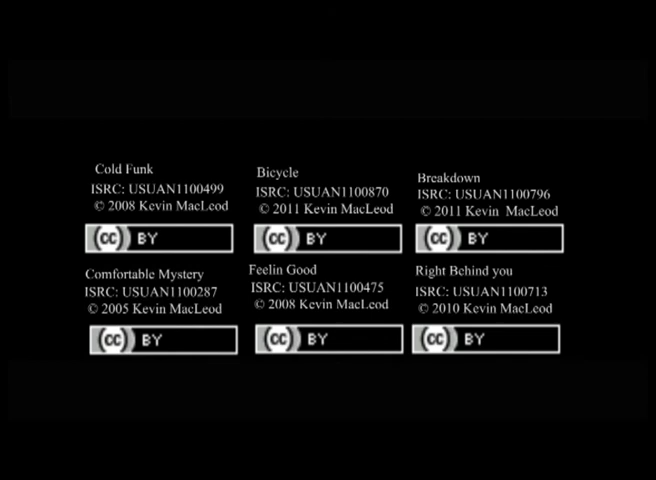 Cold Funk
ISRC: USUAN1100499
© 2008 Kevin MacLeod
(cc) BY
Bicycle
ISRC: USUAN1100870
© 2011 Kevin MacLeod
(cc) BY
Breakdown
ISRC: USUAN1100796
© 2011 Kevin MacLeod
(cc) BY
Comfortable Mystery
ISRC: USUAN1100287
© 2005 Kevin MacLeod
(cc) BY
Feelin Good
ISRC: USUAN1100475
© 2008 Kevin MacLeod
(cc) BY
Right Behind you
ISRC: USUAN1100713
© 2010 Kevin MacLeod
(cc) BY